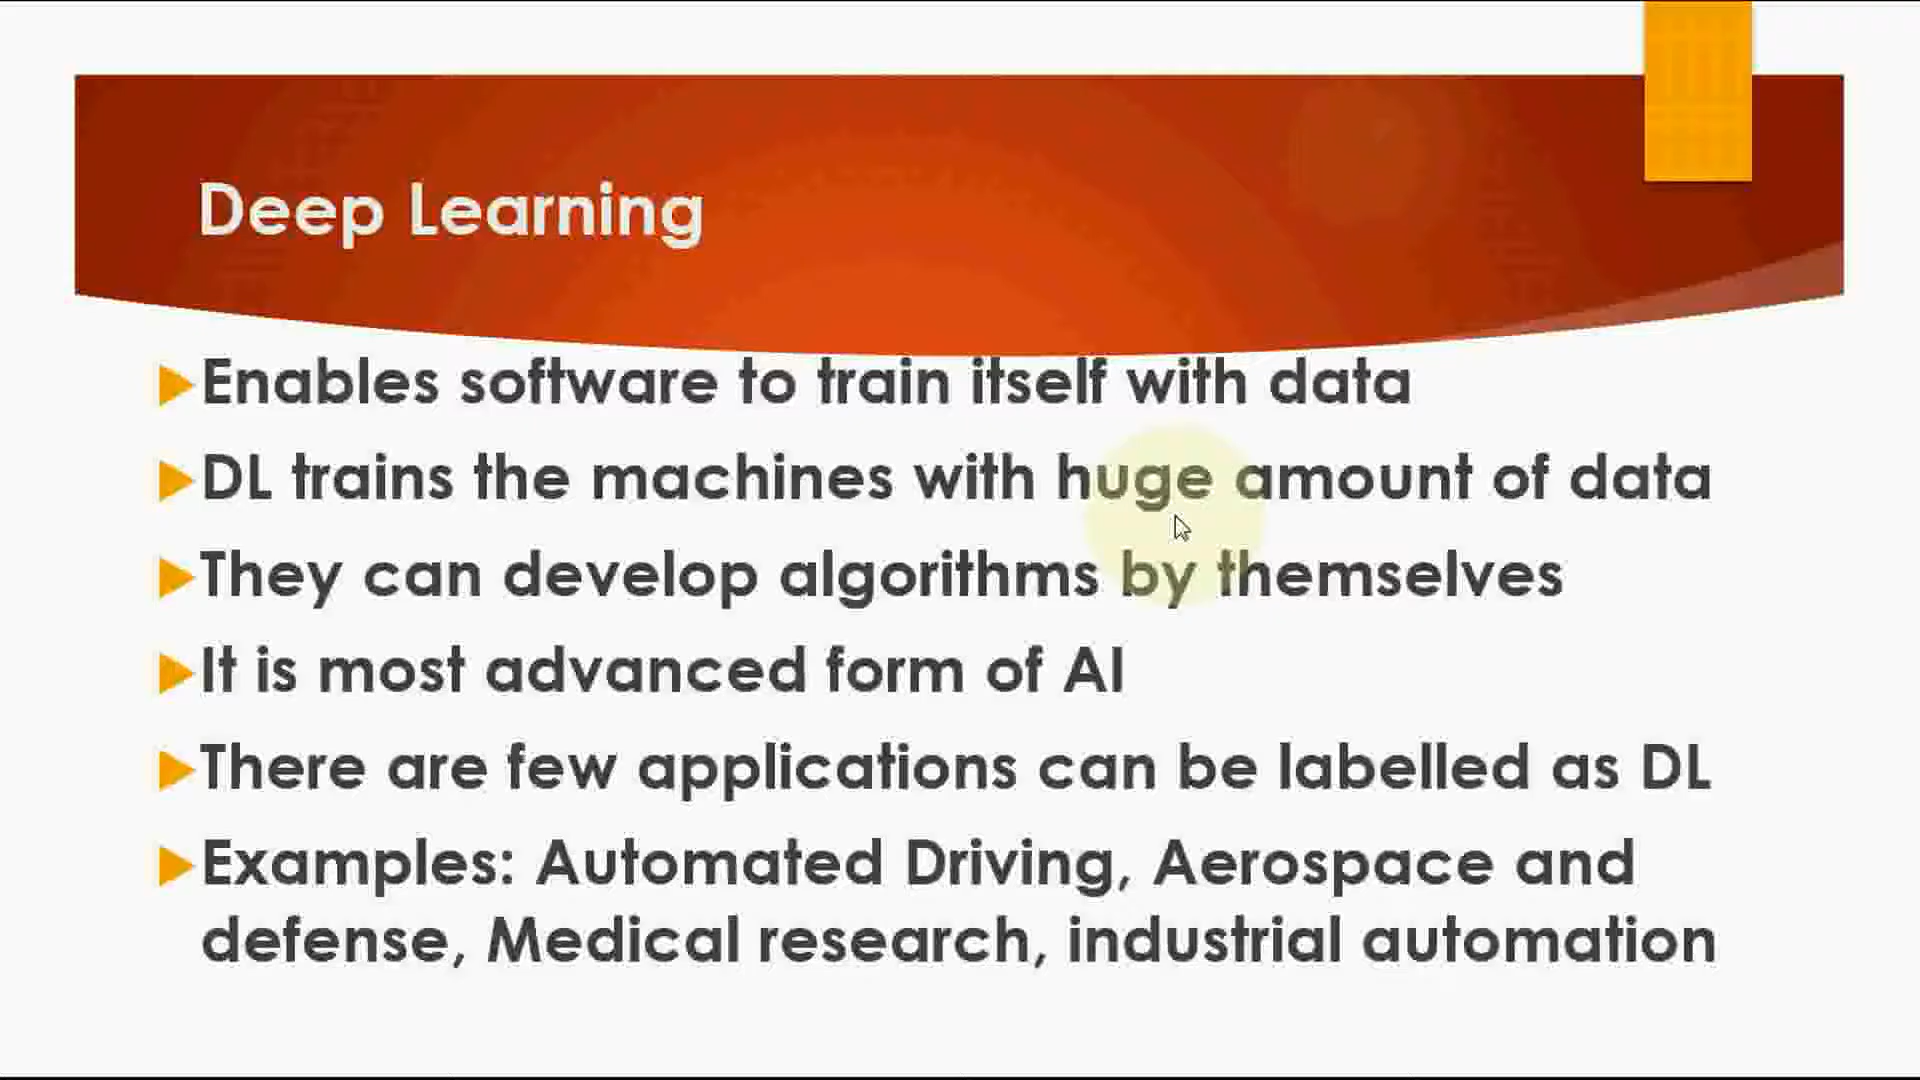 Deep Learning
Enables software to train itself with data
DL trains the machines with huge amount of data
They can develop algorithms by themselves
It is most advanced form of AI
There are few applications can be labelled as DL
Examples: Automated Driving, Aerospace and
defense, Medical research, industrial automation